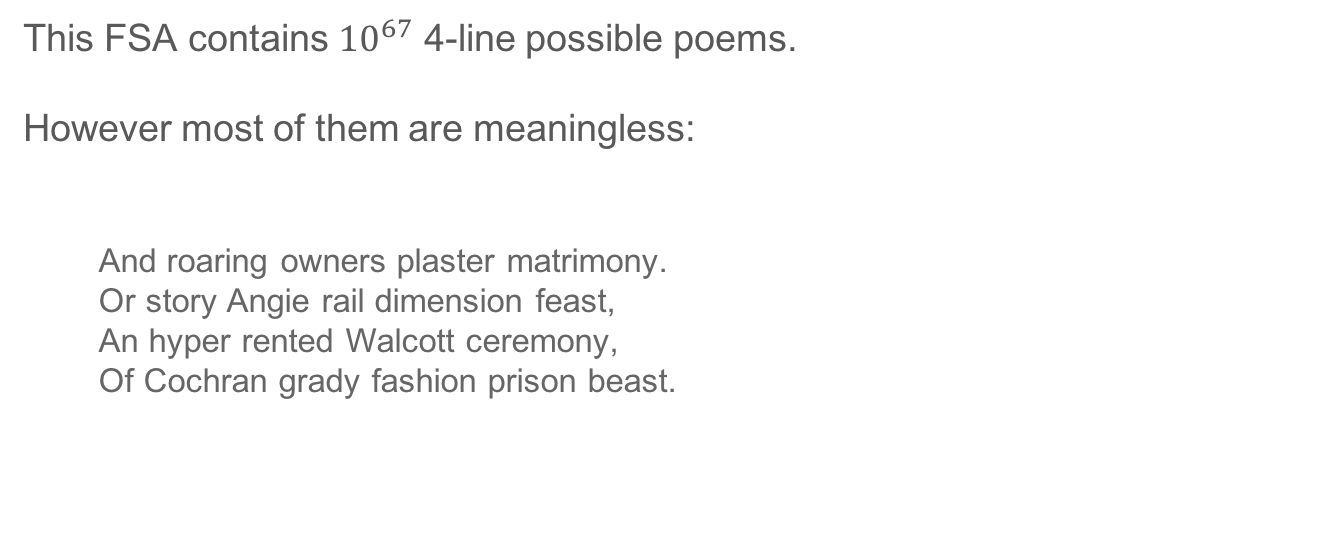 This FSA contains 10^67 4-line possible poems.
However most of them are meaningless:
And roaring owners plaster matrimony.
Or story Angie rail dimension feast,
An hyper rented Walcott ceremony,
Of Cochran grady fashion prison beast.